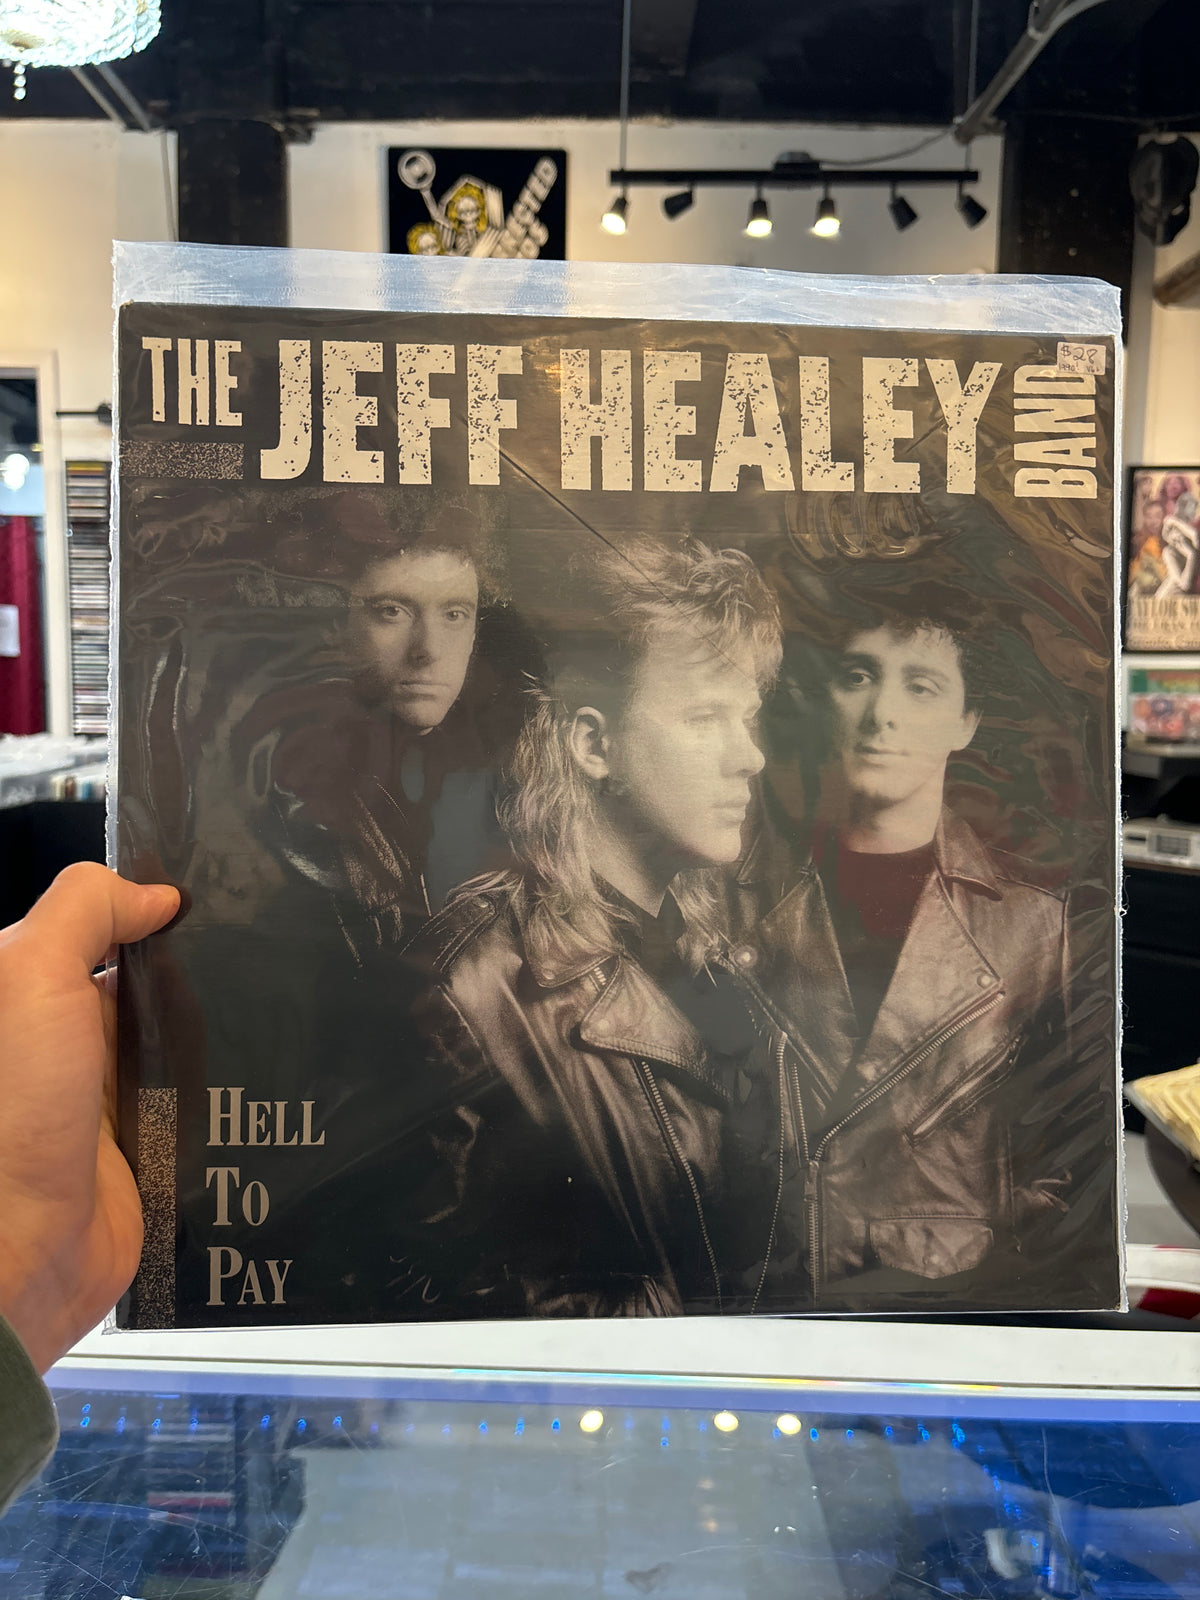 THE JEFF HEALEY BAND
$28
HELL
TO
PAY